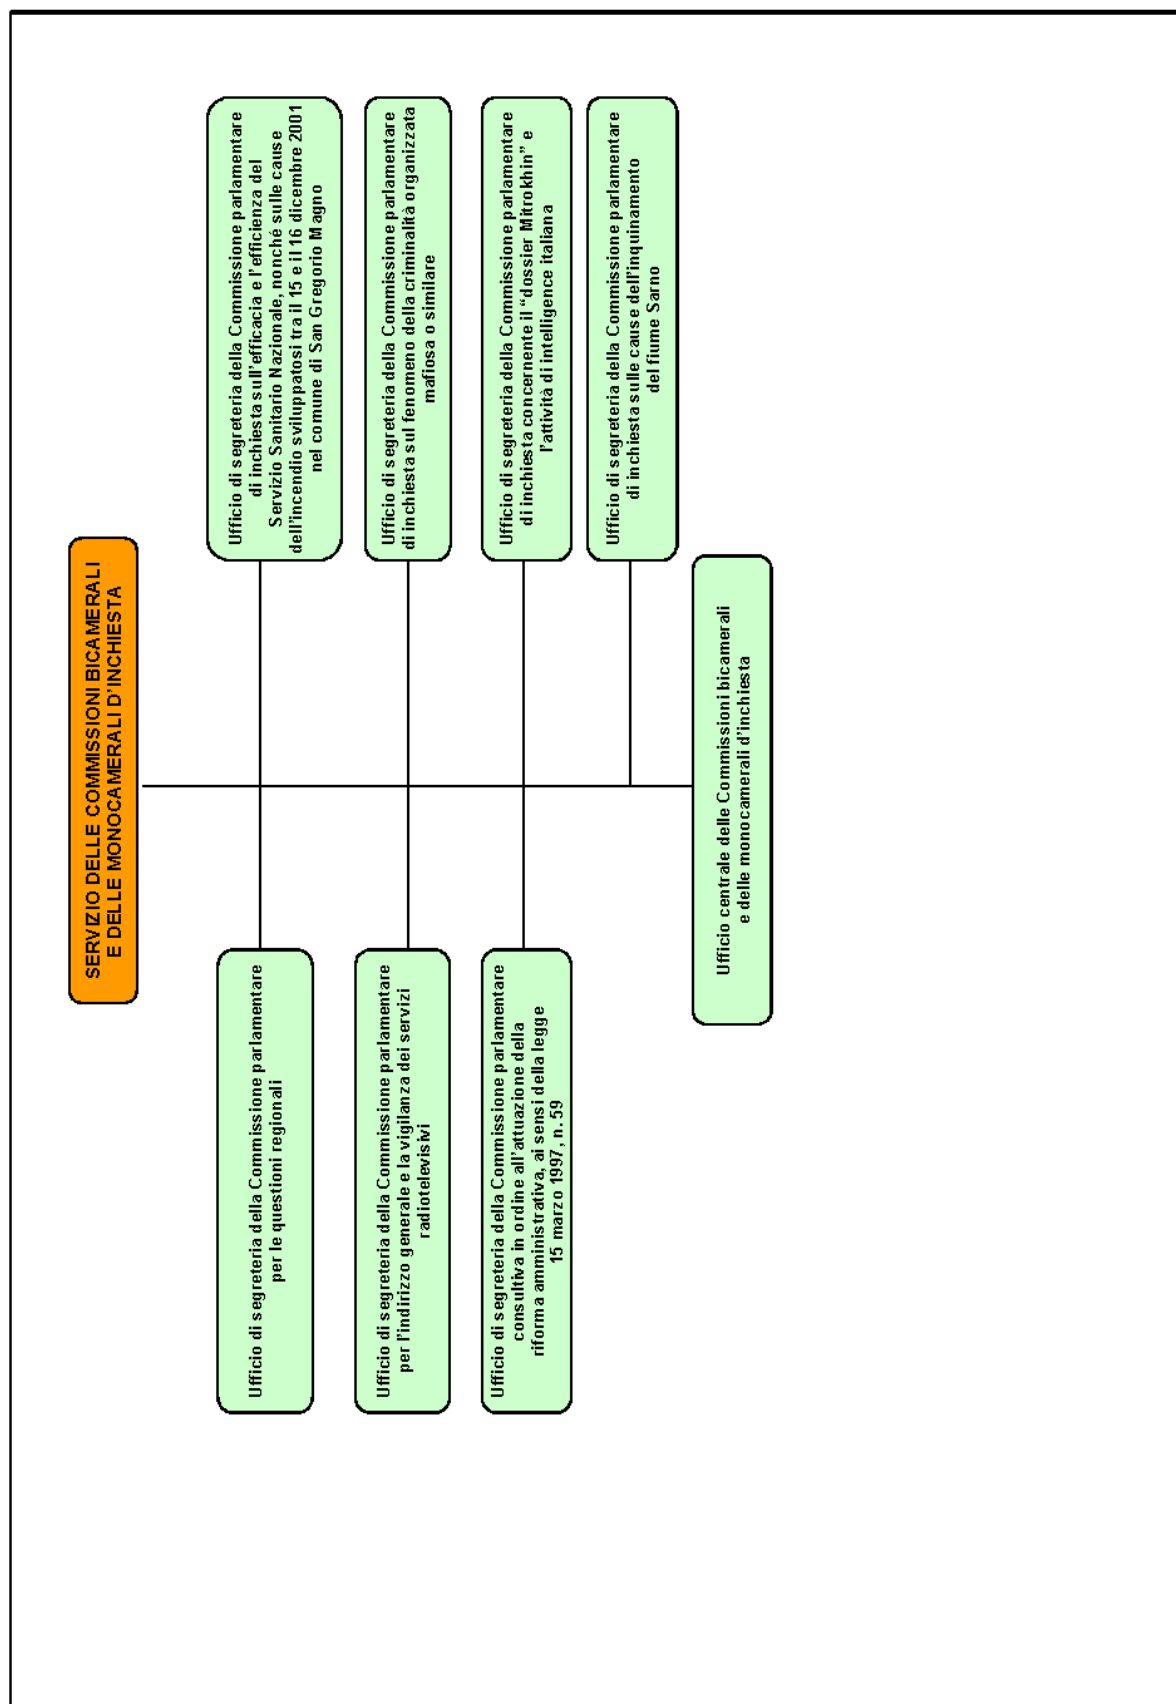 SERVIZIO DELLE COMMISSIONI BICAMERALI
E DELLE MONOCAMERALI D'INCHIESTA
Ufficio di segreteria della Commissione parlamentare
per le questioni regionali
Ufficio di segreteria della Commissione parlamentare
per l'indirizzo generale e la vigilanza dei servizi
radiotelevisivi
Ufficio di segreteria della Commissione parlamentare
consultiva in ordine all'attuazione della
riforma amministrativa, ai sensi della legge
15 marzo 1997, n. 59
Ufficio di segreteria della Commissione parlamentare
di inchiesta sull'efficacia e l'efficienza del
Servizio Sanitario Nazionale, nonché sulle cause
dell'incendio sviluppatosi tra il 15 e il 16 dicembre 2001
nel comune di San Gregorio Magno
Ufficio di segreteria della Commissione parlamentare
di inchiesta sul fenomeno della criminalità organizzata
mafiosa o similare
Ufficio di segreteria della Commissione parlamentare
di inchiesta concernente il “dossier Mitrokhin” e
l'attività di intelligence italiana
Ufficio di segreteria della Commissione parlamentare
di inchiesta sulle cause dell'inquinamento
del fiume Sarno
Ufficio centrale delle Commissioni bicamerali
e delle monocamerali d'inchiesta